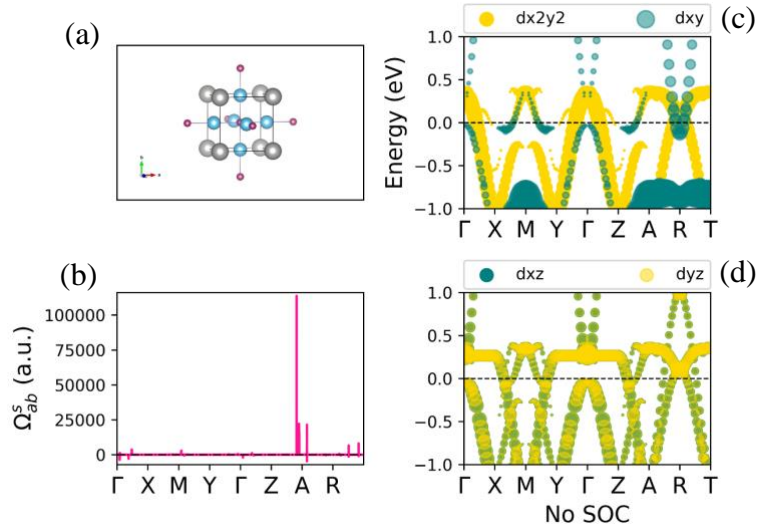 (a)
(b)
Ω^s_ab (a.u.)
100000
75000
50000
25000
0
Γ X M Y Γ Z A R
dx2y2 dxy
(c)
Energy (eV)
1.0
0.5
0.0
−0.5
−1.0
Γ X M Y Γ Z A R T
dxz dyz
(d)
1.0
0.5
0.0
−0.5
−1.0
Γ X M Y Γ Z A R T
No SOC